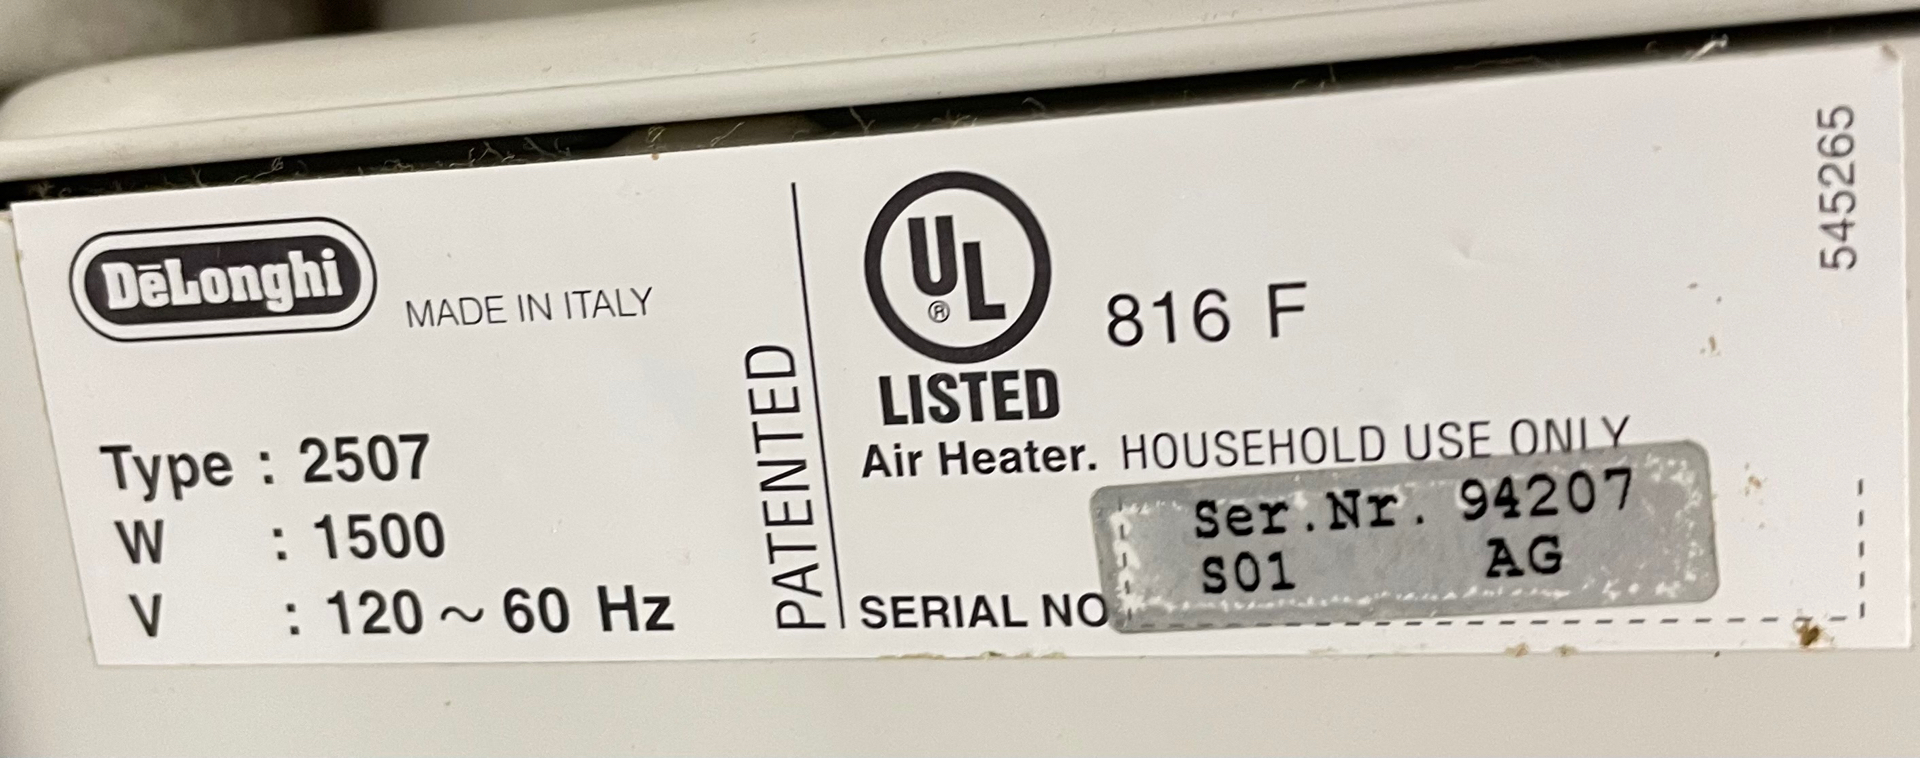 DēLonghi
MADE IN ITALY
Type : 2507
W : 1500
V : 120 ~ 60 Hz
PATENTED
UL ®
LISTED
816 F
Air Heater. HOUSEHOLD USE ONLY
SERIAL NO
Ser.Nr. 94207
S01 AG
545265